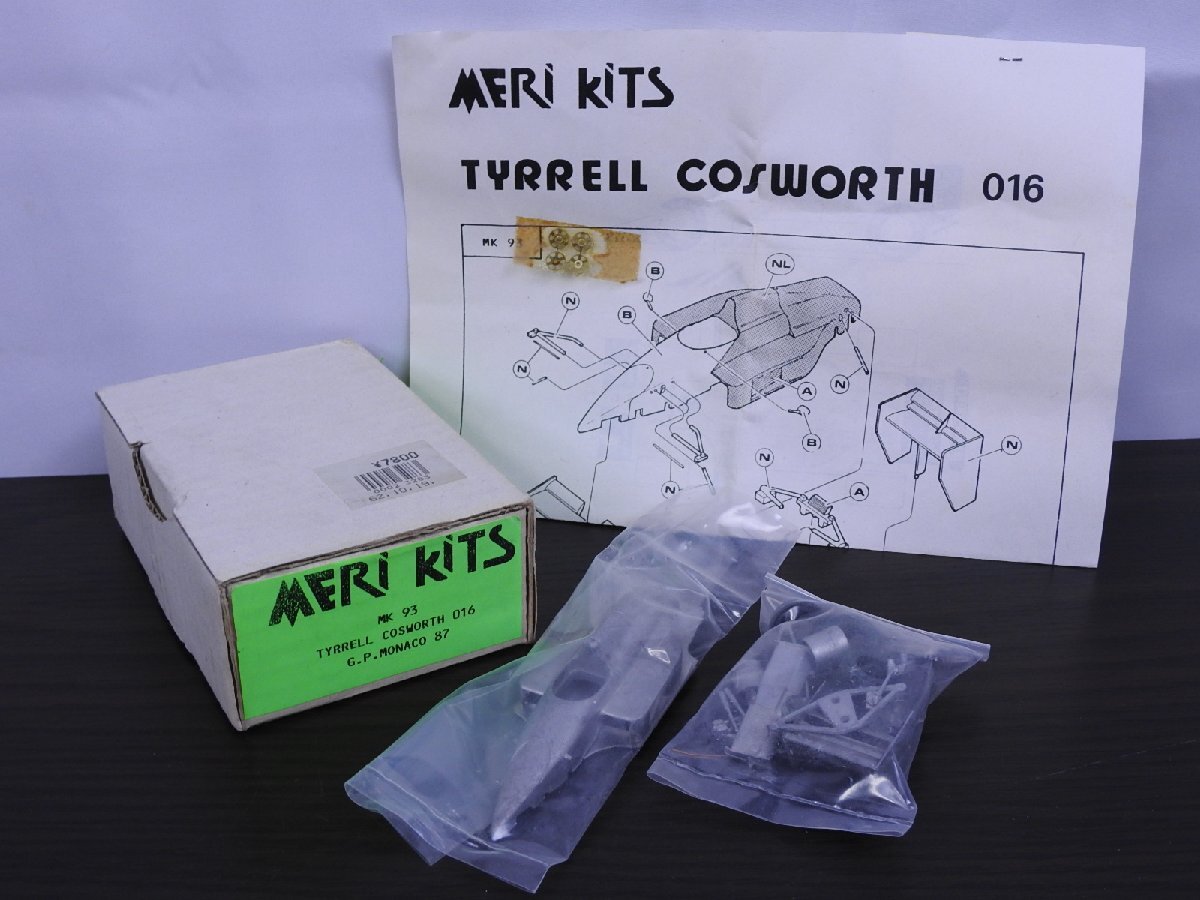 MERI KITS
TYRRELL COSWORTH 016
MK 93
B
NL
N
B
N
N
A
B
N
N
N
A
¥7800
MERI KITS
MK 93
TYRRELL COSWORTH 016
G.P.MONACO 87